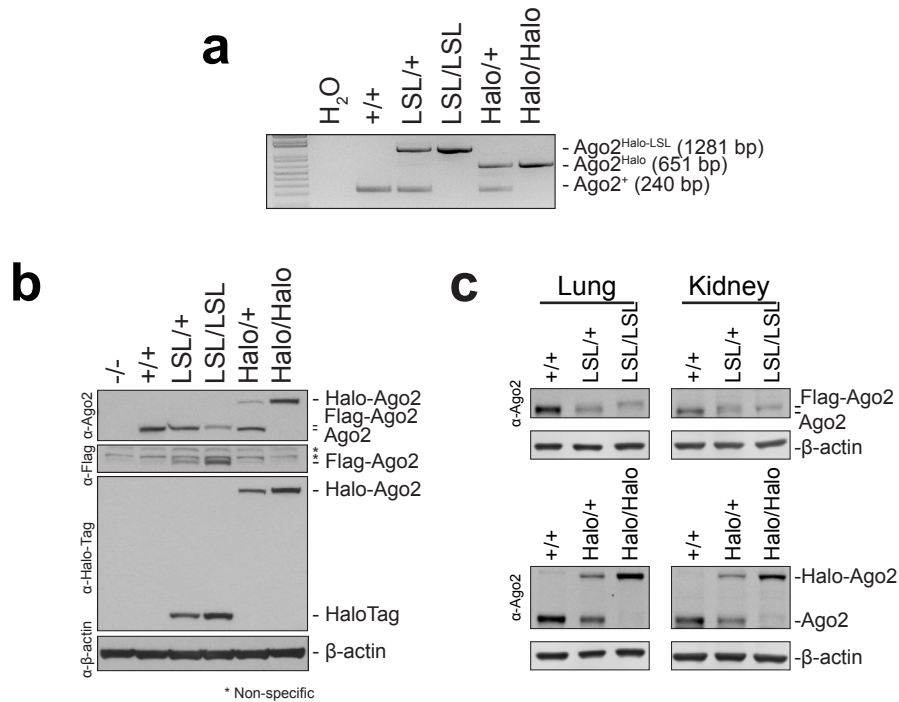 a
H2O
+/+
LSL/+
LSL/LSL
Halo/+
Halo/Halo
- Ago2Halo-LSL (1281 bp)
- Ago2Halo (651 bp)
- Ago2+ (240 bp)
b
-/-
+/+
LSL/+
LSL/LSL
Halo/+
Halo/Halo
α-Ago2
- Halo-Ago2
Flag-Ago2
Ago2
α-Flag
*
*
- Flag-Ago2
α-Halo-Tag
- Halo-Ago2
- HaloTag
α-β-actin
- β-actin
* Non-specific
c
Lung
Kidney
+/+
LSL/+
LSL/LSL
+/+
LSL/+
LSL/LSL
α-Ago2
Flag-Ago2
Ago2
-β-actin
+/+
Halo/+
Halo/Halo
+/+
Halo/+
Halo/Halo
α-Ago2
-Halo-Ago2
-Ago2
-β-actin